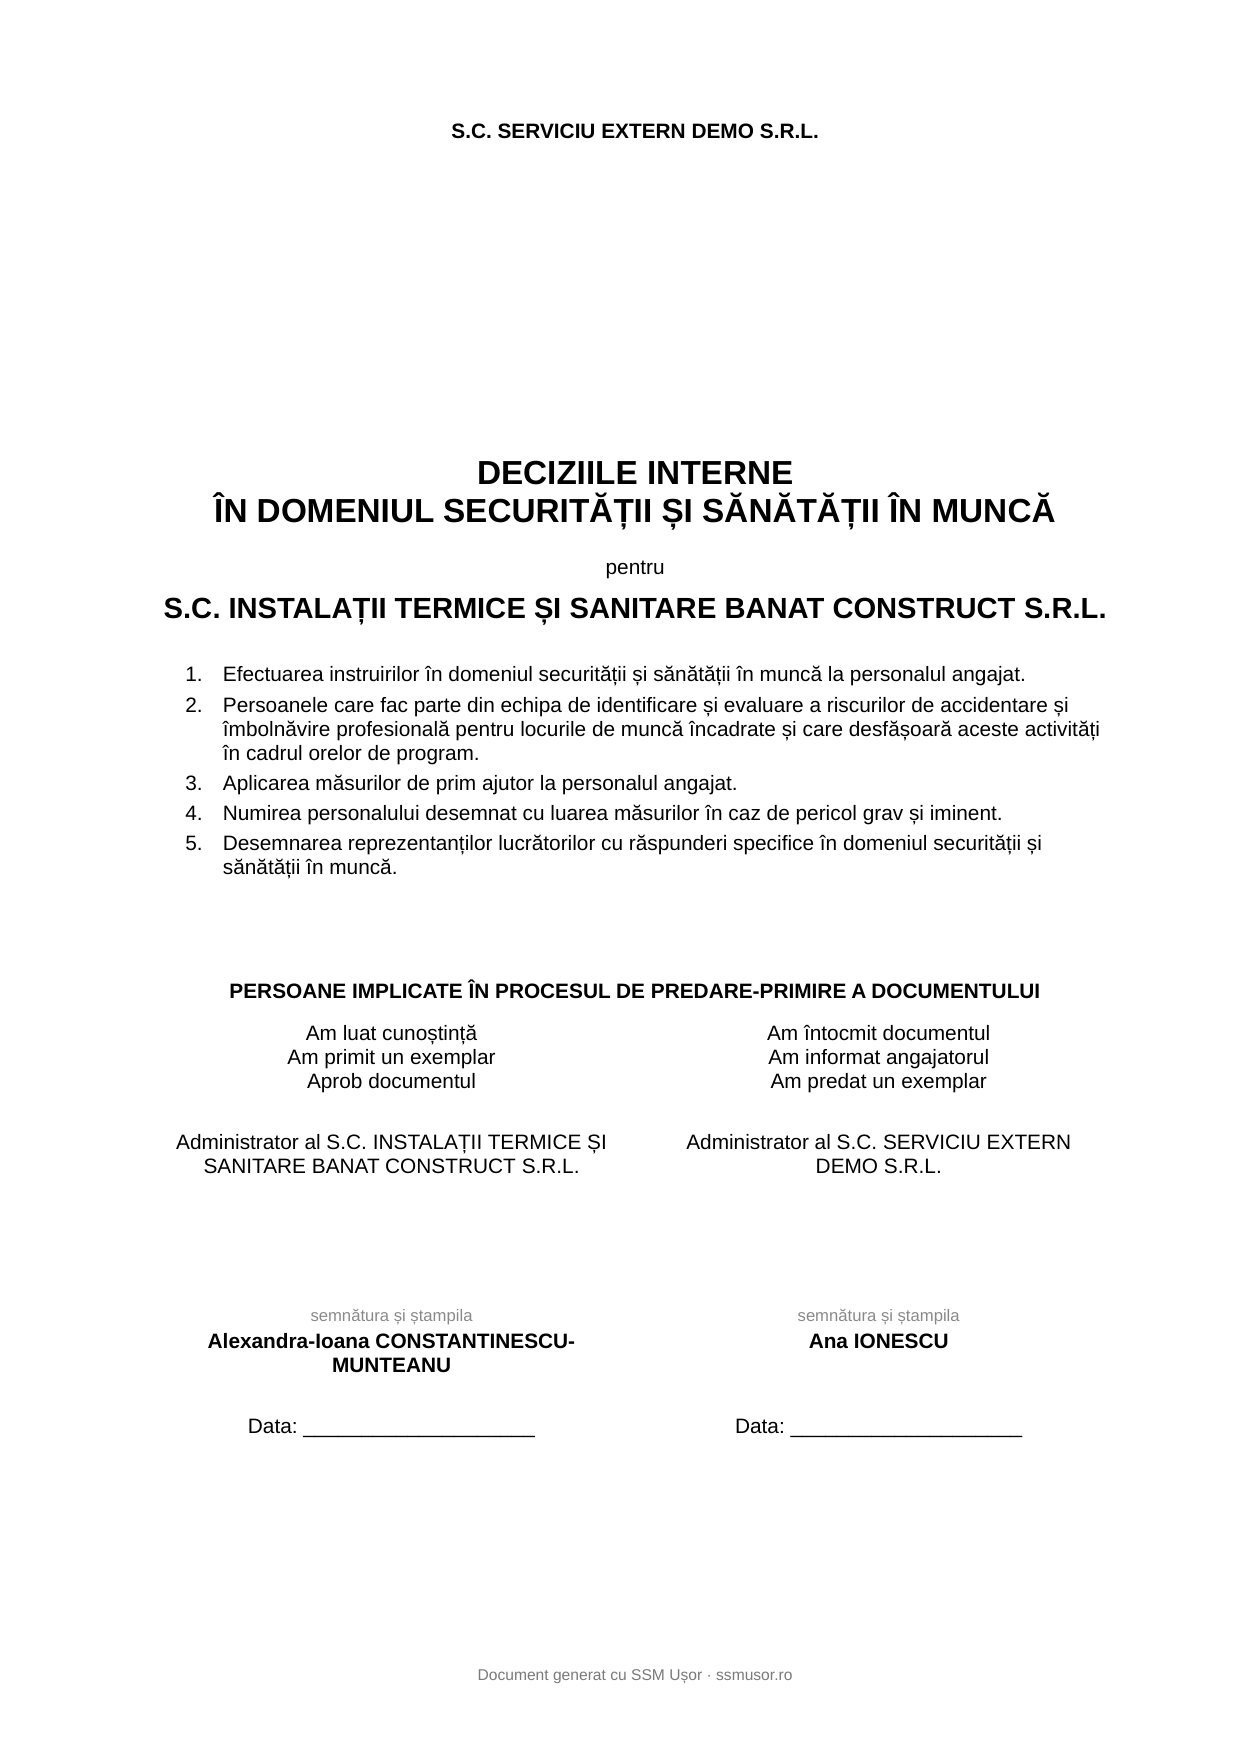 S.C. SERVICIU EXTERN DEMO S.R.L.
DECIZIILE INTERNE
ÎN DOMENIUL SECURITĂȚII ȘI SĂNĂTĂȚII ÎN MUNCĂ
pentru
S.C. INSTALAȚII TERMICE ȘI SANITARE BANAT CONSTRUCT S.R.L.
1. Efectuarea instruirilor în domeniul securității și sănătății în muncă la personalul angajat.
2. Persoanele care fac parte din echipa de identificare și evaluare a riscurilor de accidentare și
îmbolnăvire profesională pentru locurile de muncă încadrate și care desfășoară aceste activități
în cadrul orelor de program.
3. Aplicarea măsurilor de prim ajutor la personalul angajat.
4. Numirea personalului desemnat cu luarea măsurilor în caz de pericol grav și iminent.
5. Desemnarea reprezentanților lucrătorilor cu răspunderi specifice în domeniul securității și
sănătății în muncă.
PERSOANE IMPLICATE ÎN PROCESUL DE PREDARE-PRIMIRE A DOCUMENTULUI
Am luat cunoștință
Am primit un exemplar
Aprob documentul
Administrator al S.C. INSTALAȚII TERMICE ȘI
SANITARE BANAT CONSTRUCT S.R.L.
semnătura și ștampila
Alexandra-Ioana CONSTANTINESCU-
MUNTEANU
Data: ____________________
Am întocmit documentul
Am informat angajatorul
Am predat un exemplar
Administrator al S.C. SERVICIU EXTERN
DEMO S.R.L.
semnătura și ștampila
Ana IONESCU
Data: ____________________
Document generat cu SSM Ușor · ssmusor.ro